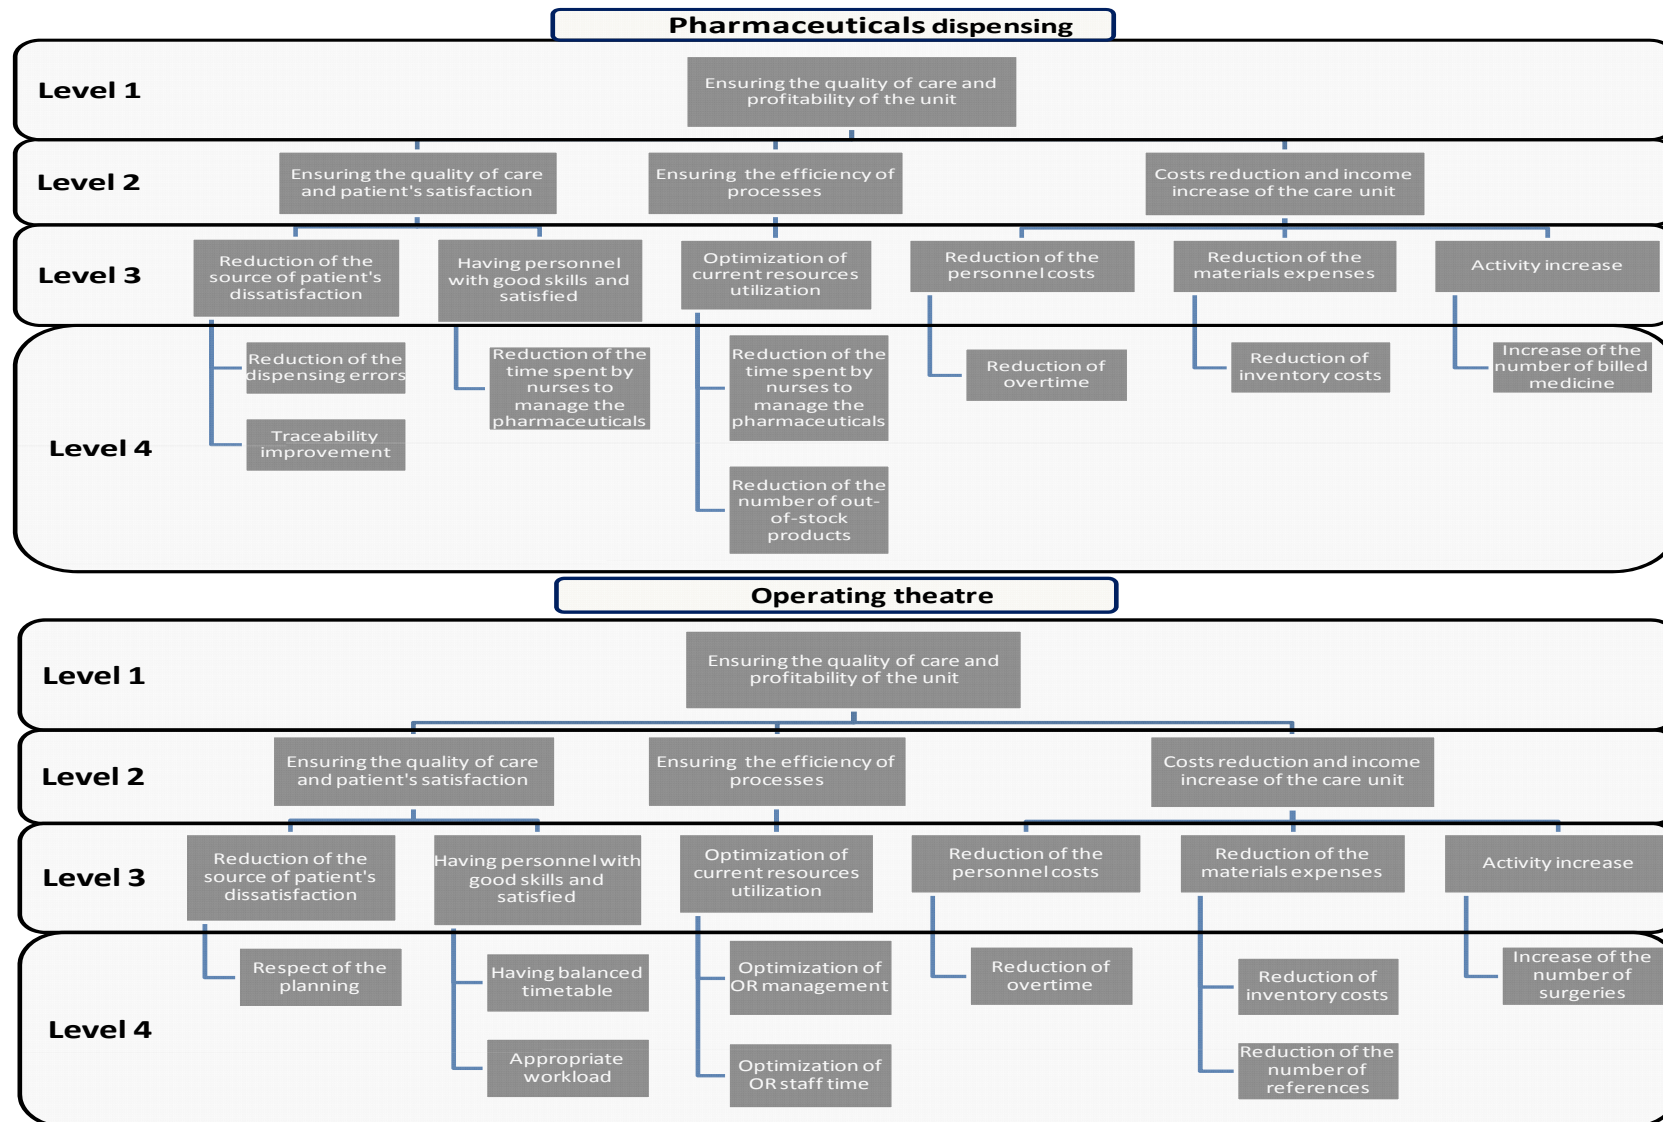 Pharmaceuticals dispensing
Level 1
Ensuring the quality of care and
profitability of the unit
Level 2
Ensuring the quality of care
and patient's satisfaction
Ensuring the efficiency of
processes
Costs reduction and income
increase of the care unit
Level 3
Reduction of the
source of patient's
dissatisfaction
Having personnel
with good skills and
satisfied
Optimization of
current resources
utilization
Reduction of the
personnel costs
Reduction of the
materials expenses
Activity increase
Level 4
Reduction of the
dispensing errors
Traceability
improvement
Reduction of the
time spent by
nurses to
manage the
pharmaceuticals
Reduction of the
time spent by
nurses to
manage the
pharmaceuticals
Reduction of the
number of out-
of-stock
products
Reduction of
overtime
Reduction of
inventory costs
Increase of the
number of billed
medicine
Operating theatre
Level 1
Ensuring the quality of care and
profitability of the unit
Level 2
Ensuring the quality of care
and patient's satisfaction
Ensuring the efficiency of
processes
Costs reduction and income
increase of the care unit
Level 3
Reduction of the
source of patient's
dissatisfaction
Having personnel with
good skills and
satisfied
Optimization of
current resources
utilization
Reduction of the
personnel costs
Reduction of the
materials expenses
Activity increase
Level 4
Respect of the
planning
Having balanced
timetable
Appropriate
workload
Optimization of
OR management
Optimization of
OR staff time
Reduction of
overtime
Reduction of
inventory costs
Reduction of the
number of
references
Increase of the
number of
surgeries